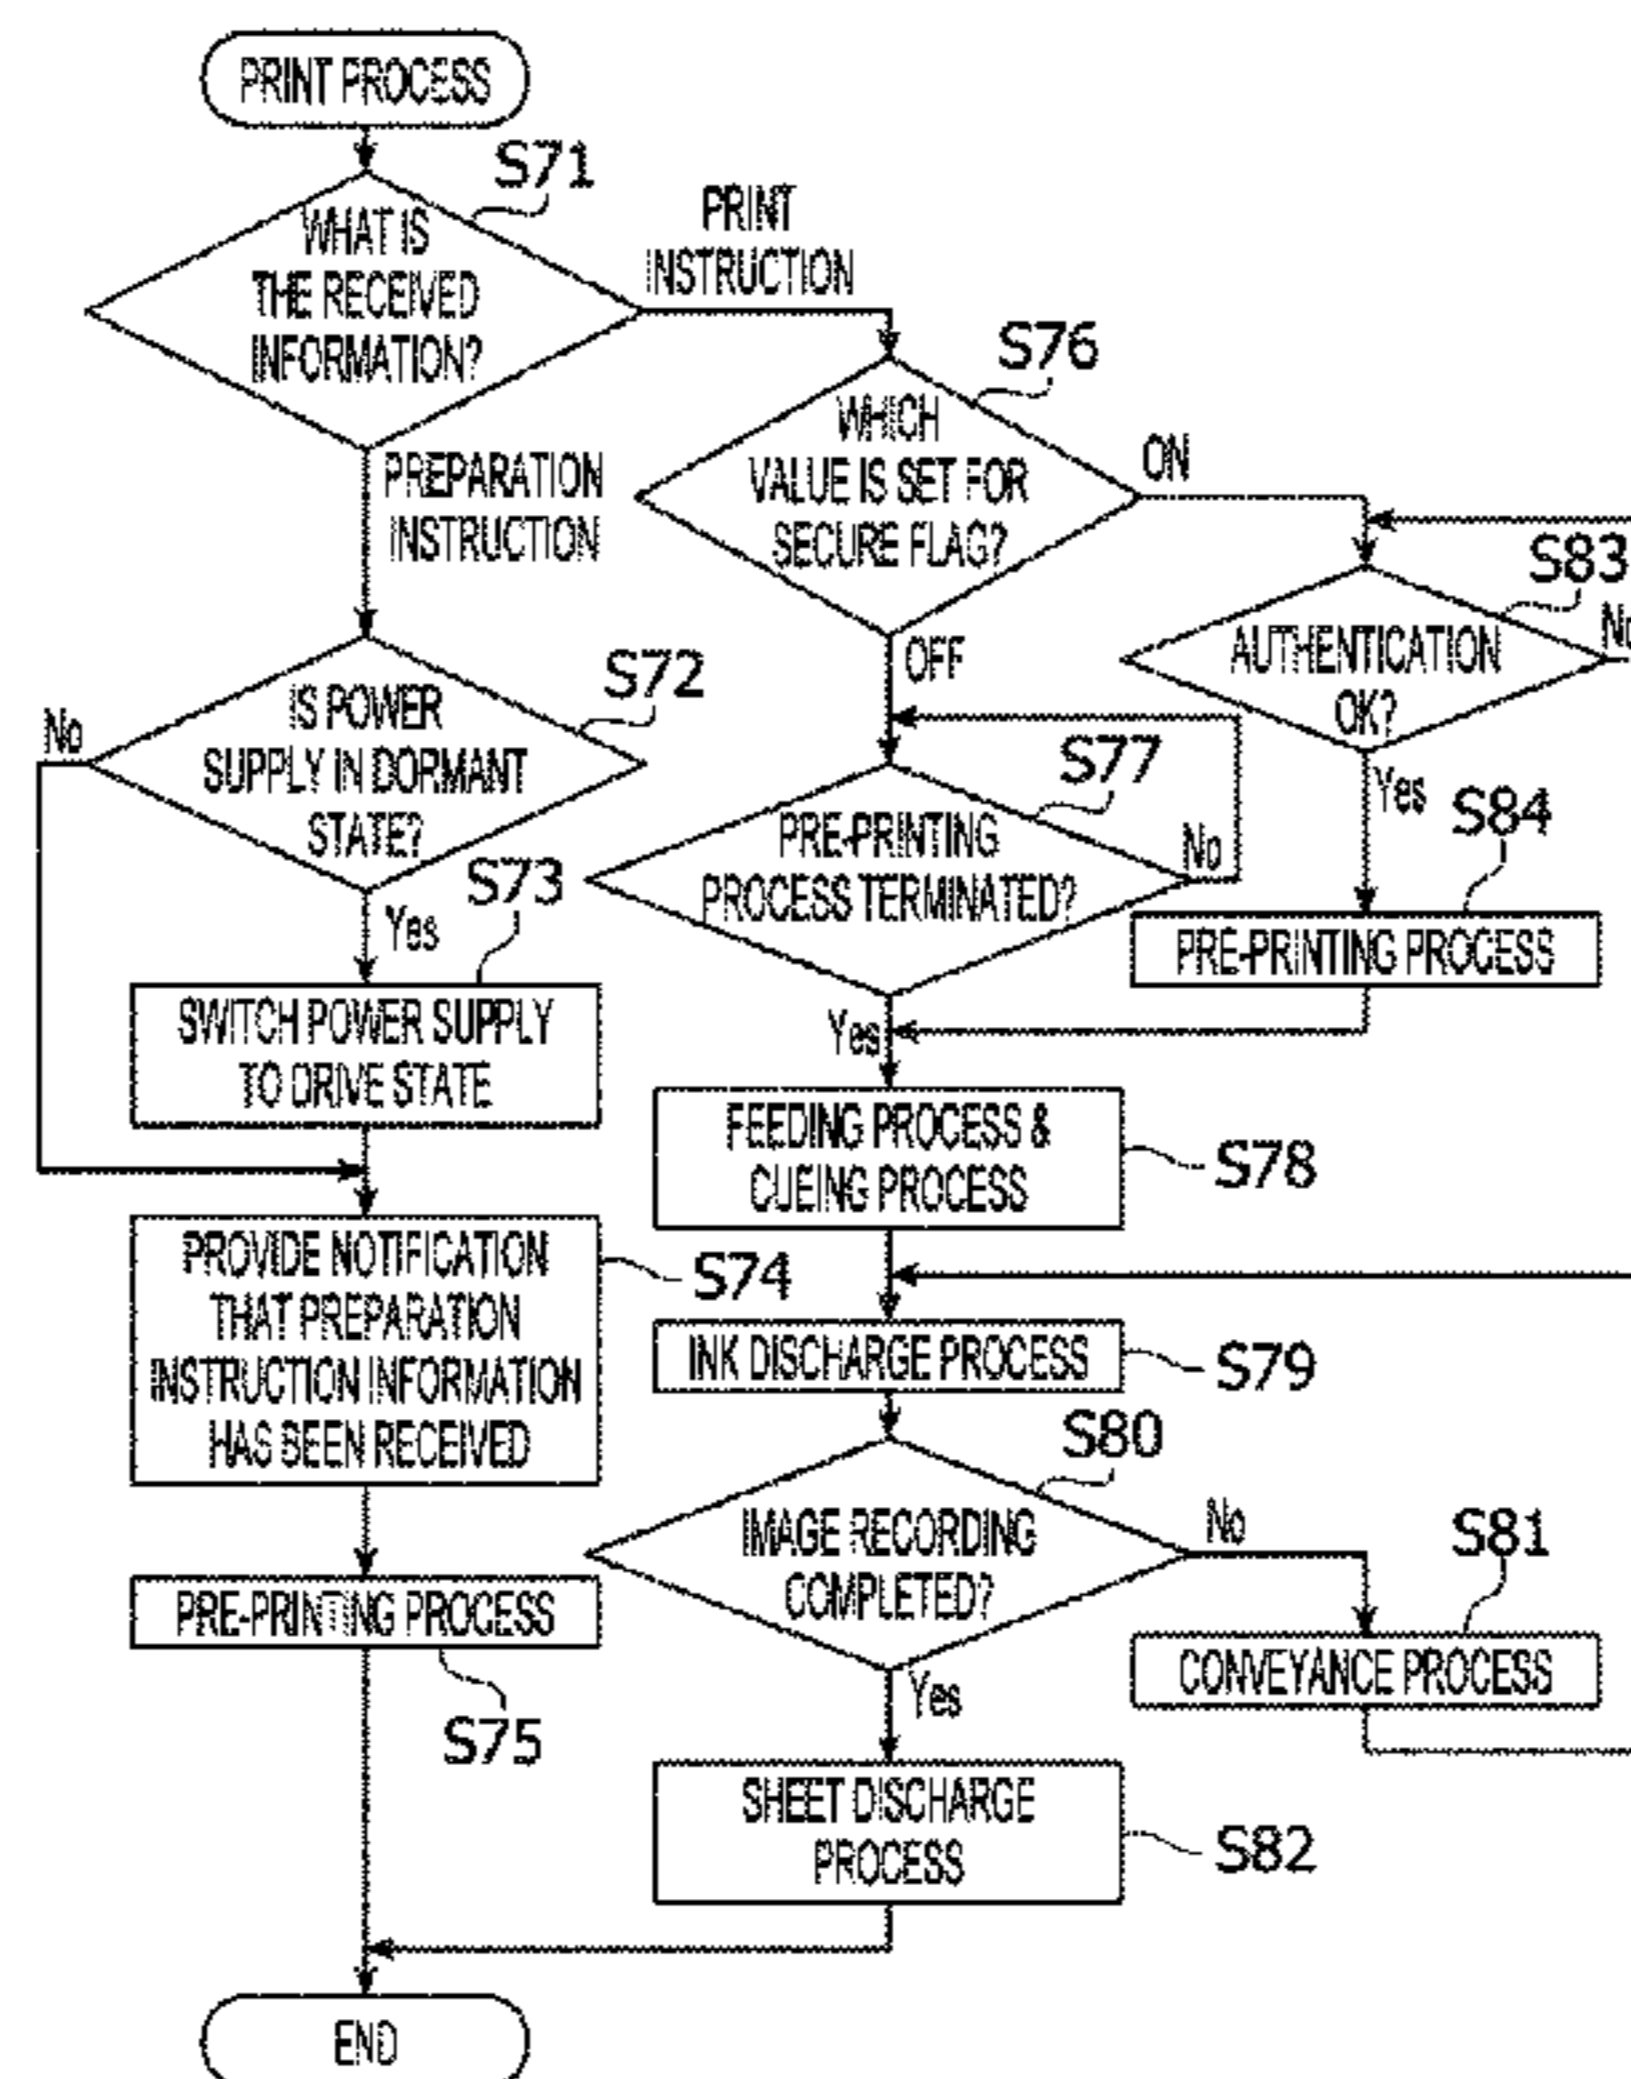 PRINT PROCESS
S71
WHAT IS
THE RECEIVED
INFORMATION?
PRINT
INSTRUCTION
PREPARATION
INSTRUCTION
S72
IS POWER
SUPPLY IN DORMANT
STATE?
No
Yes
S73
SWITCH POWER SUPPLY
TO DRIVE STATE
PROVIDE NOTIFICATION
THAT PREPARATION
INSTRUCTION INFORMATION
HAS BEEN RECEIVED
S74
PRE-PRINTING PROCESS
S75
S76
WHICH
VALUE IS SET FOR
SECURE FLAG?
ON
OFF
S77
PRE-PRINTING
PROCESS TERMINATED?
No
Yes
S83
AUTHENTICATION
OK?
No
Yes
S84
PRE-PRINTING PROCESS
FEEDING PROCESS &
CUEING PROCESS
S78
INK DISCHARGE PROCESS
S79
S80
IMAGE RECORDING
COMPLETED?
No
Yes
S81
CONVEYANCE PROCESS
SHEET DISCHARGE
PROCESS
S82
END